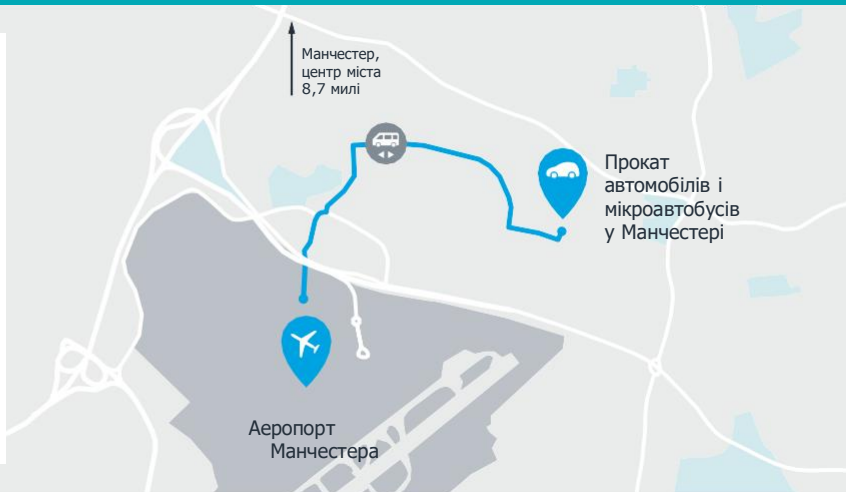 Манчестер,
центр міста
8,7 милі
Прокат
автомобілів і
мікроавтобусів
у Манчестері
Аеропорт
Манчестера